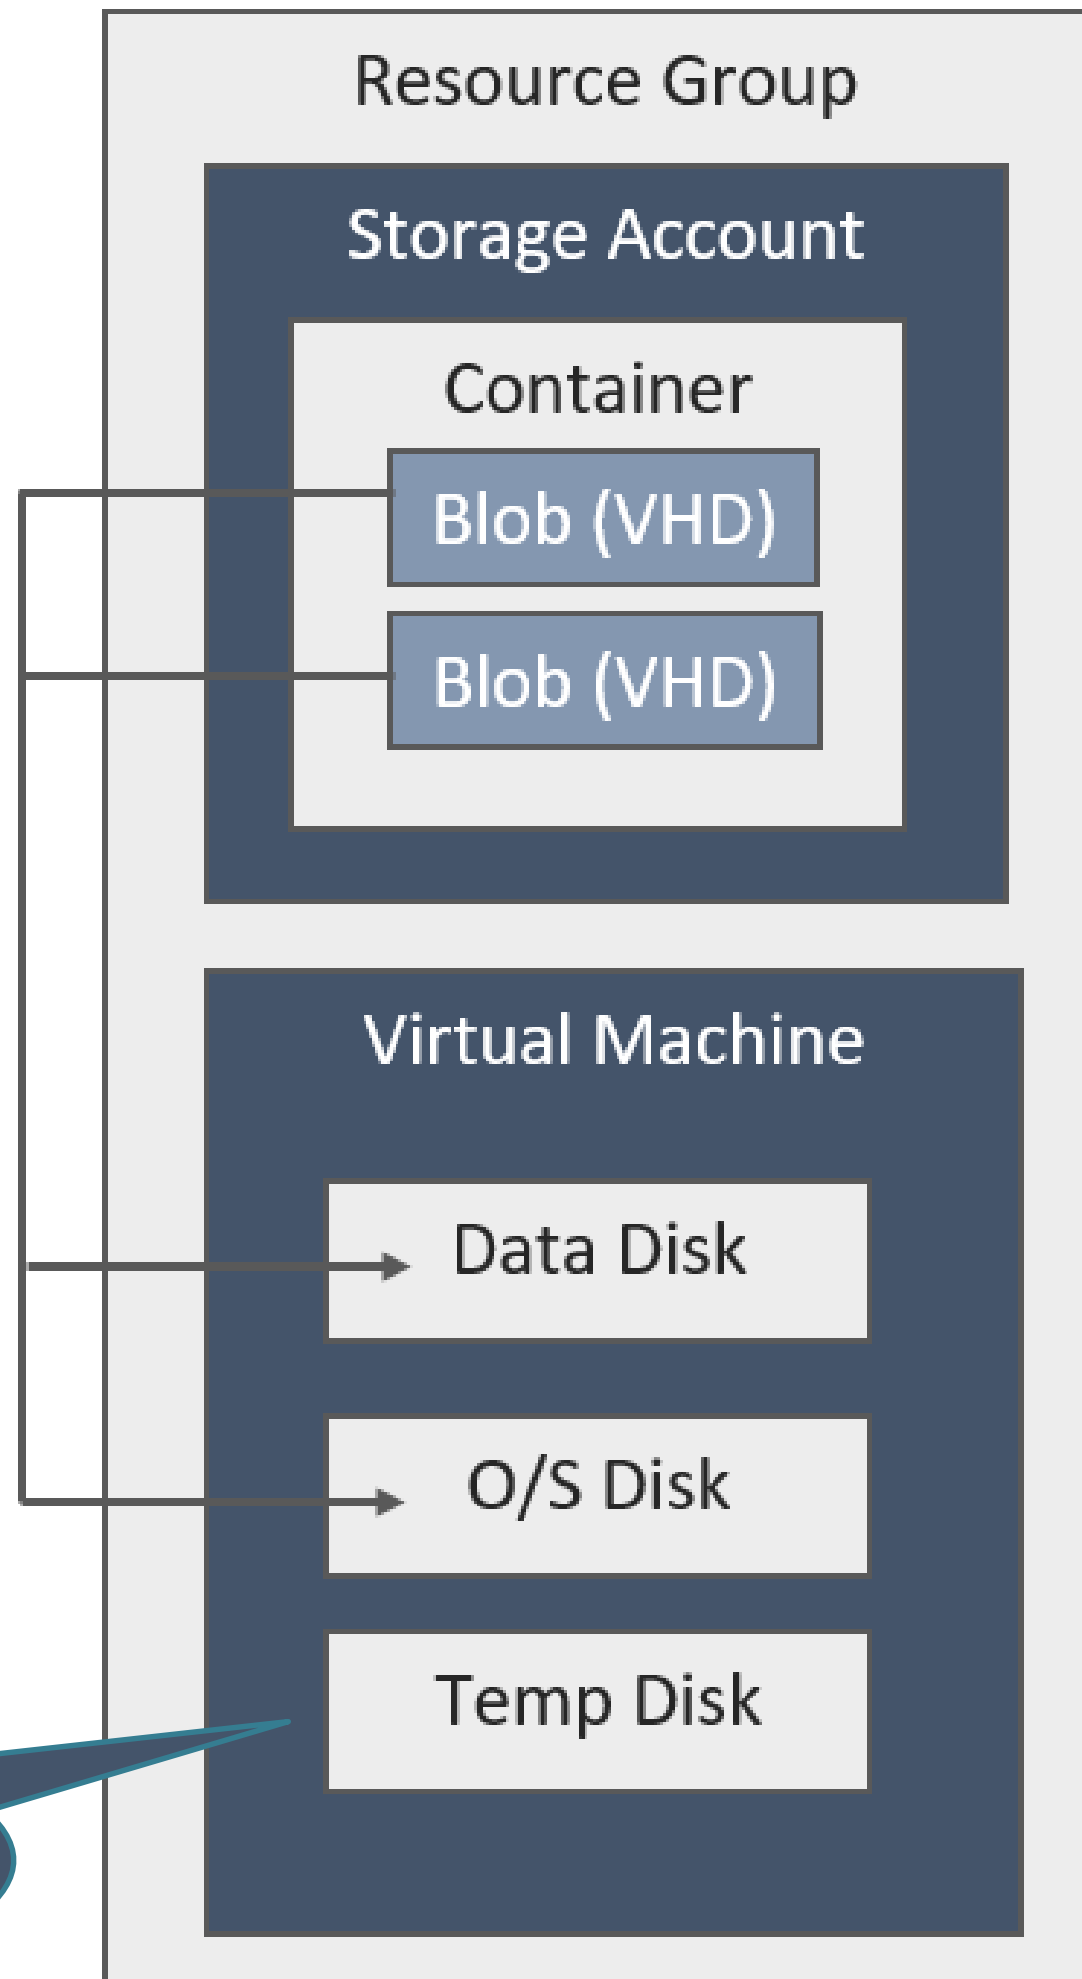 Resource Group
Storage Account
Container
Blob (VHD)
Blob (VHD)
Virtual Machine
Data Disk
O/S Disk
Temp Disk